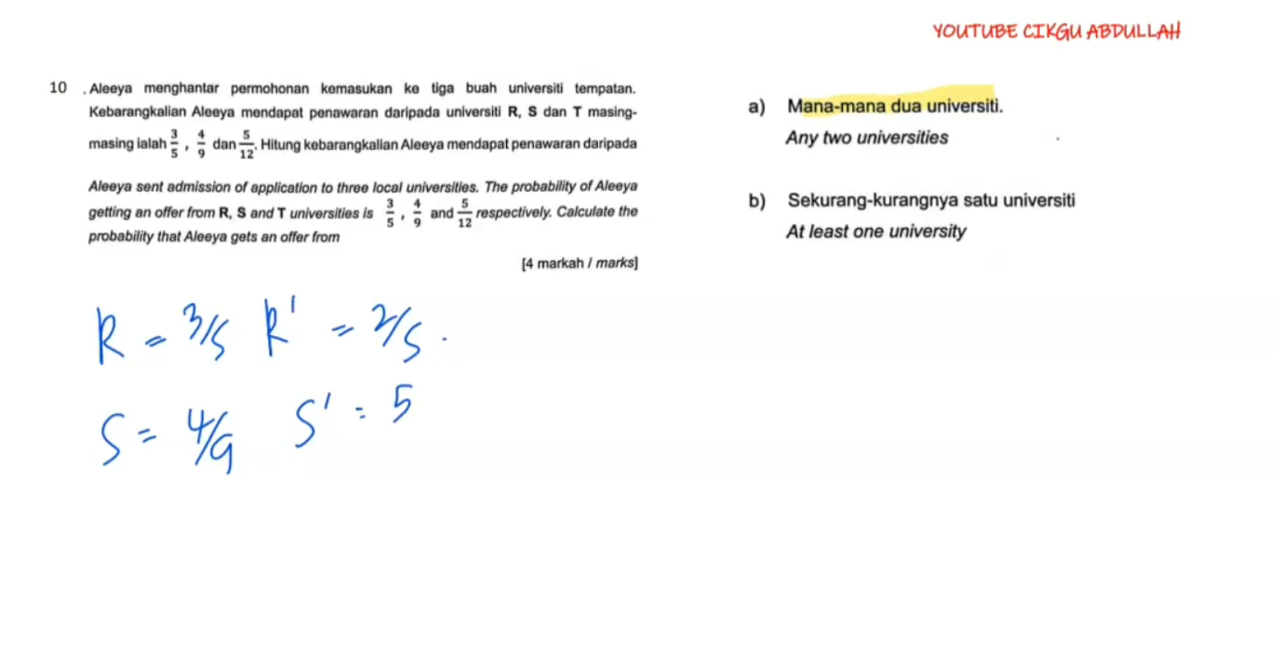 YOUTUBE CIKGU ABDULLAH
10 . Aleeya menghantar permohonan kemasukan ke tiga buah universiti tempatan.
Kebarangkalian Aleeya mendapat penawaran daripada universiti R, S dan T masing-
masing ialah 3/5 , 4/9 dan 5/12. Hitung kebarangkalian Aleeya mendapat penawaran daripada
Aleeya sent admission of application to three local universities. The probability of Aleeya
getting an offer from R, S and T universities is 3/5 , 4/9 and 5/12 respectively. Calculate the
probability that Aleeya gets an offer from
[4 markah / marks]
a) Mana-mana dua universiti.
Any two universities
b) Sekurang-kurangnya satu universiti
At least one university
R = 3/5 R' = 2/5 .
S = 4/9 S' = 5